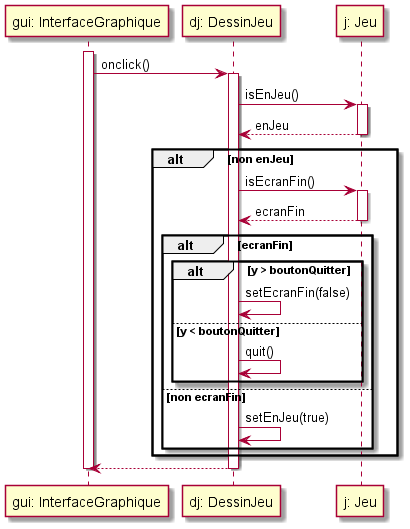 gui: InterfaceGraphique dj: DessinJeu j: Jeu
onclick()
isEnJeu()
enJeu
alt [non enJeu]
isEcranFin()
ecranFin
alt [ecranFin]
alt [y > boutonQuitter]
setEcranFin(false)
[y < boutonQuitter]
quit()
[non ecranFin]
setEnJeu(true)
gui: InterfaceGraphique dj: DessinJeu j: Jeu